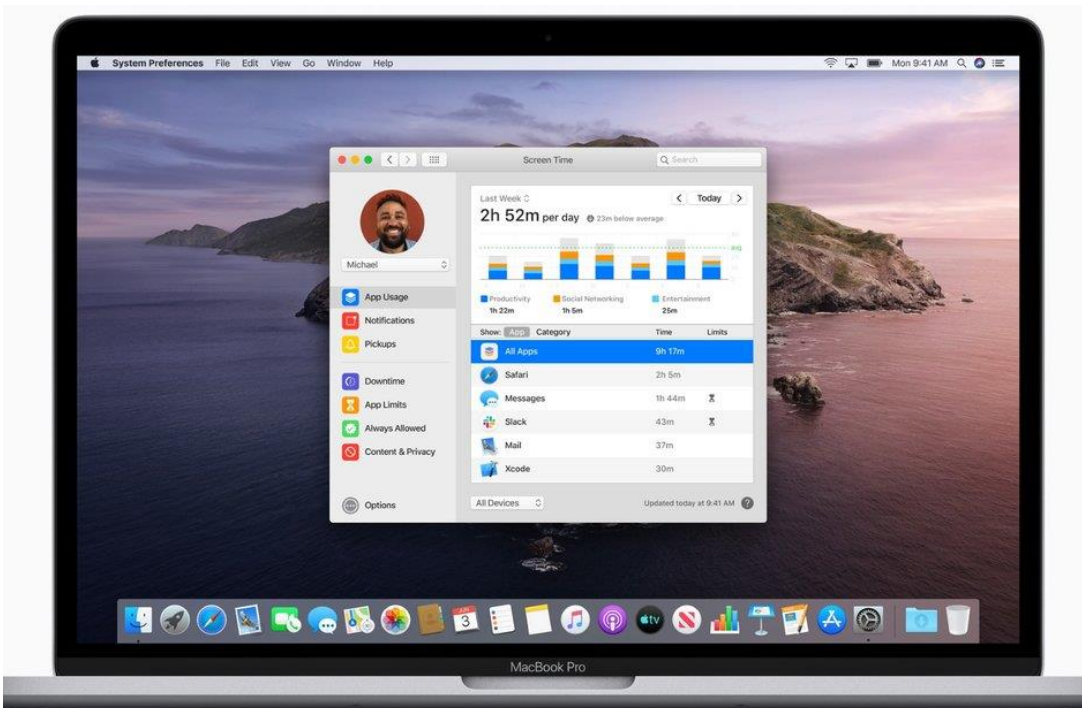 System Preferences File Edit View Go Window Help Mon 9:41 AM
Screen Time Search
Last Week Today
2h 52m per day 23m below average
avg
Michael
Productivity Social Networking Entertainment
1h 22m 1h 5m 25m
Show: App Category Time Limits
All Apps 9h 17m
Safari 2h 5m
Messages 1h 44m
Slack 43m
Mail 37m
Xcode 30m
All Devices Updated today at 9:41 AM ?
App Usage
Notifications
Pickups
Downtime
App Limits
Always Allowed
Content & Privacy
Options
JUN
3
tv
MacBook Pro